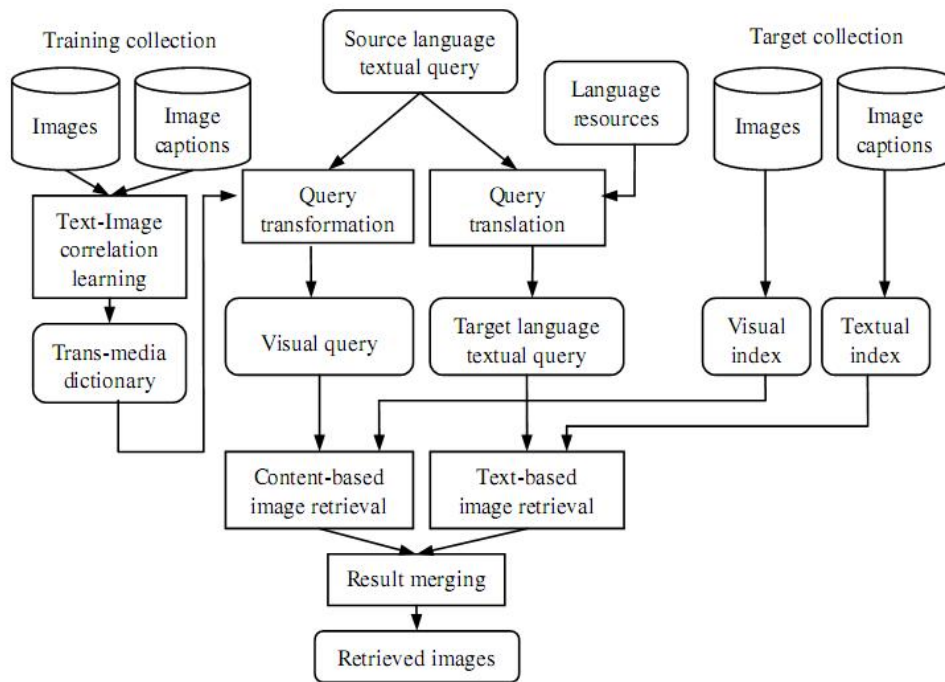 Training collection
Source language
textual query
Target collection
Language
resources
Images
Image
captions
Images
Image
captions
Text-Image
correlation
learning
Query
transformation
Query
translation
Trans-media
dictionary
Visual query
Target language
textual query
Visual
index
Textual
index
Content-based
image retrieval
Text-based
image retrieval
Result merging
Retrieved images